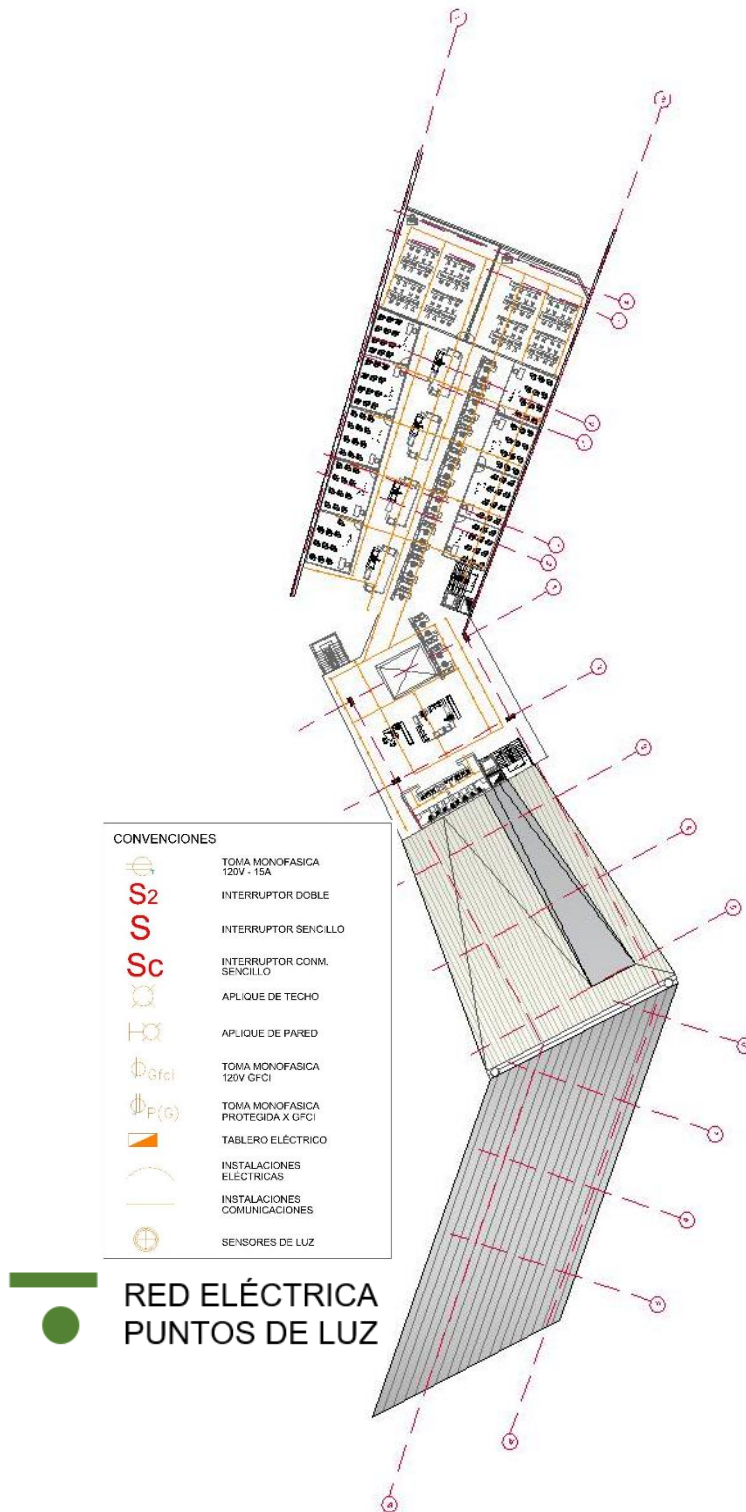 CONVENCIONES
TOMA MONOFASICA
120V - 15A
S2
INTERRUPTOR DOBLE
S
INTERRUPTOR SENCILLO
Sc
INTERRUPTOR CONM.
SENCILLO
APLIQUE DE TECHO
APLIQUE DE PARED
Gfci
TOMA MONOFASICA
120V GFCI
P(G)
TOMA MONOFASICA
PROTEGIDA X GFCI
TABLERO ELÉCTRICO
INSTALACIONES
ELÉCTRICAS
INSTALACIONES
COMUNICACIONES
SENSORES DE LUZ
RED ELÉCTRICA
PUNTOS DE LUZ